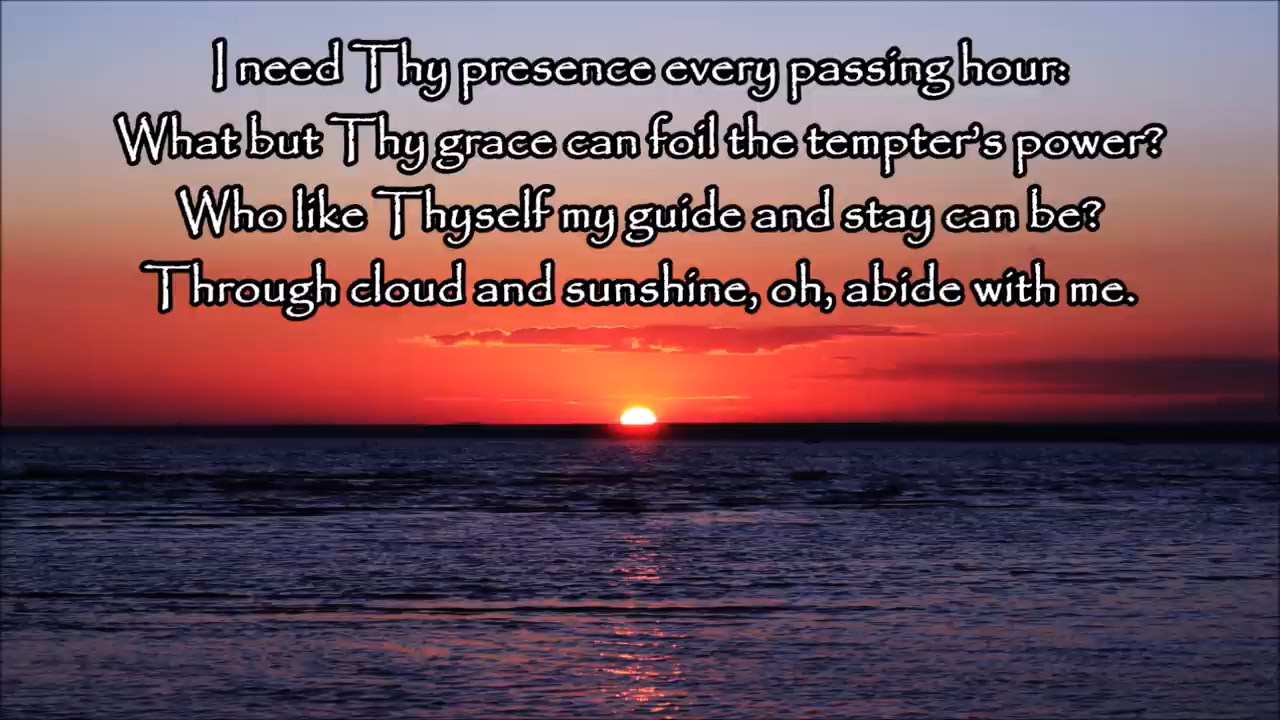 I need Thy presence every passing hour:
What but Thy grace can foil the tempter's power?
Who like Thyself my guide and stay can be?
Through cloud and sunshine, oh, abide with me.